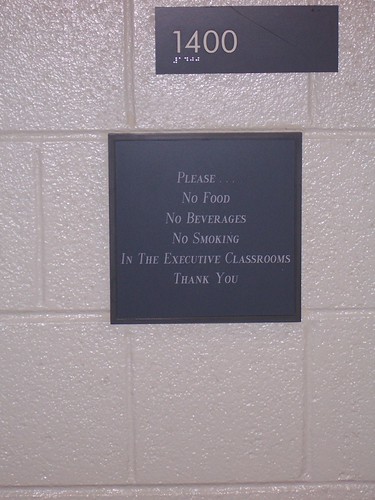 1400
⠼⠁⠙⠚⠚
Please...
No Food
No Beverages
No Smoking
In The Executive Classrooms
Thank You